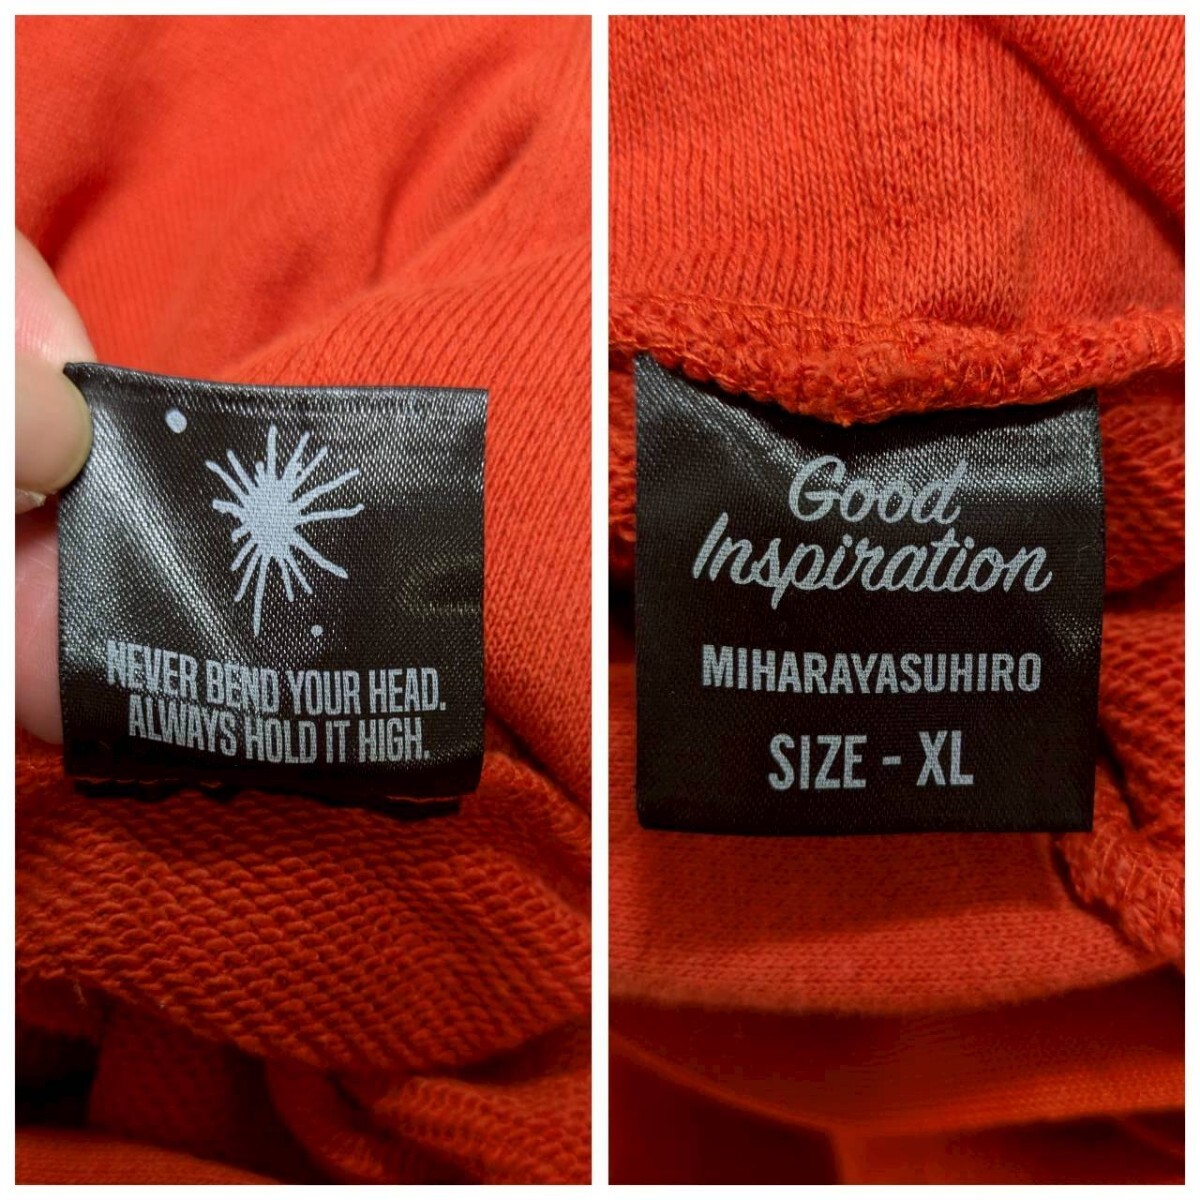 NEVER BEND YOUR HEAD.
ALWAYS HOLD IT HIGH.
Good
Inspiration
MIHARAYASUHIRO
SIZE - XL